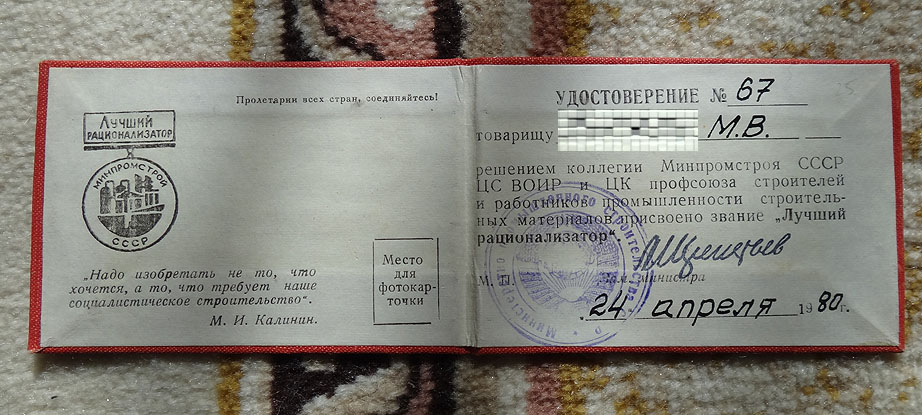 Пролетарии всех стран, соединяйтесь!
Лучший
рационализатор
МИНПРОМСТРОЙ
СССР
„Надо изобретать не то, что
хочется, а то, что требует наше
социалистическое строительство“.
М. И. Калинин.
Место
для
фотокар-
точки
УДОСТОВЕРЕНИЕ № 67
товарищу М.В.
решением коллегии Минпромстроя СССР
ЦС ВОИР и ЦК профсоюза строителей
и работников промышленности строитель-
ных материалов присвоено звание „Лучший
рационализатор“.
М. П. Зам. министра
24 апреля 1980г.